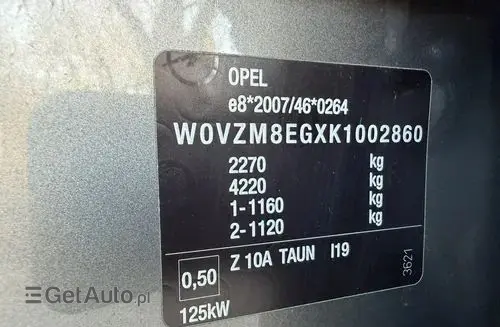 OPEL
e8*2007/46*0264
W0VZM8EGXK1002860
2270 kg
4220 kg
1-1160 kg
2-1120 kg
0,50 Z 10A TAUN I19
125kW
3621
GetAuto.pl